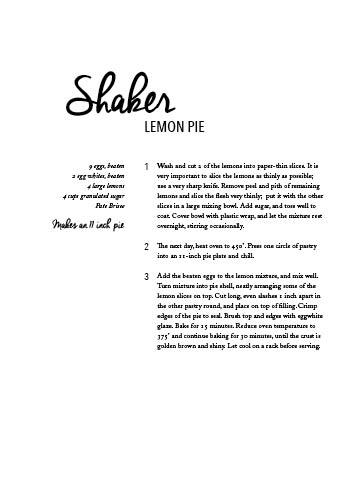 Shaker
LEMON PIE
9 eggs, beaten
2 egg whites, beaten
4 large lemons
4 cups granulated sugar
Pate Brisee
Makes an 11 inch pie
1 Wash and cut 2 of the lemons into paper-thin slices. It is
very important to slice the lemons as thinly as possible;
use a very sharp knife. Remove peel and pith of remaining
lemons and slice the flesh very thinly; put it with the other
slices in a large mixing bowl. Add sugar, and toss well to
coat. Cover bowl with plastic wrap, and let the mixture rest
overnight, stirring occasionally.
2 The next day, heat oven to 450°. Press one circle of pastry
into an 11-inch pie plate and chill.
3 Add the beaten eggs to the lemon mixture, and mix well.
Turn mixture into pie shell, neatly arranging some of the
lemon slices on top. Cut long, even slashes 1 inch apart in
the other pastry round, and place on top of filling. Crimp
edges of the pie to seal. Brush top and edges with eggwhite
glaze. Bake for 15 minutes. Reduce oven temperature to
375° and continue baking for 30 minutes, until the crust is
golden brown and shiny. Let cool on a rack before serving.